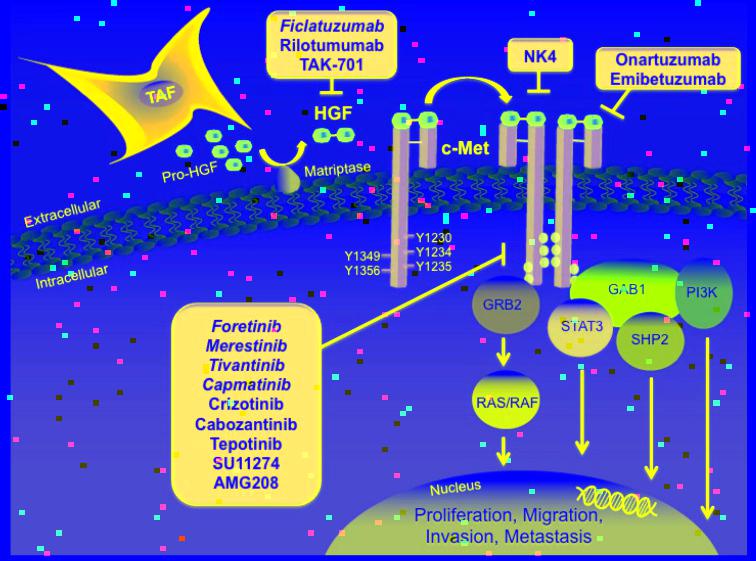 Ficlatuzumab
Rilotumumab
TAK-701
NK4
Onartuzumab
Emibetuzumab
TAF
HGF
c-Met
Pro-HGF
Matriptase
Extracellular
Intracellular
Y1230
Y1349
Y1234
Y1356
Y1235
GRB2
GAB1
PI3K
STAT3
SHP2
Foretinib
Merestinib
Tivantinib
Capmatinib
Crizotinib
Cabozantinib
Tepotinib
SU11274
AMG208
RAS/RAF
Nucleus
Proliferation, Migration,
Invasion, Metastasis